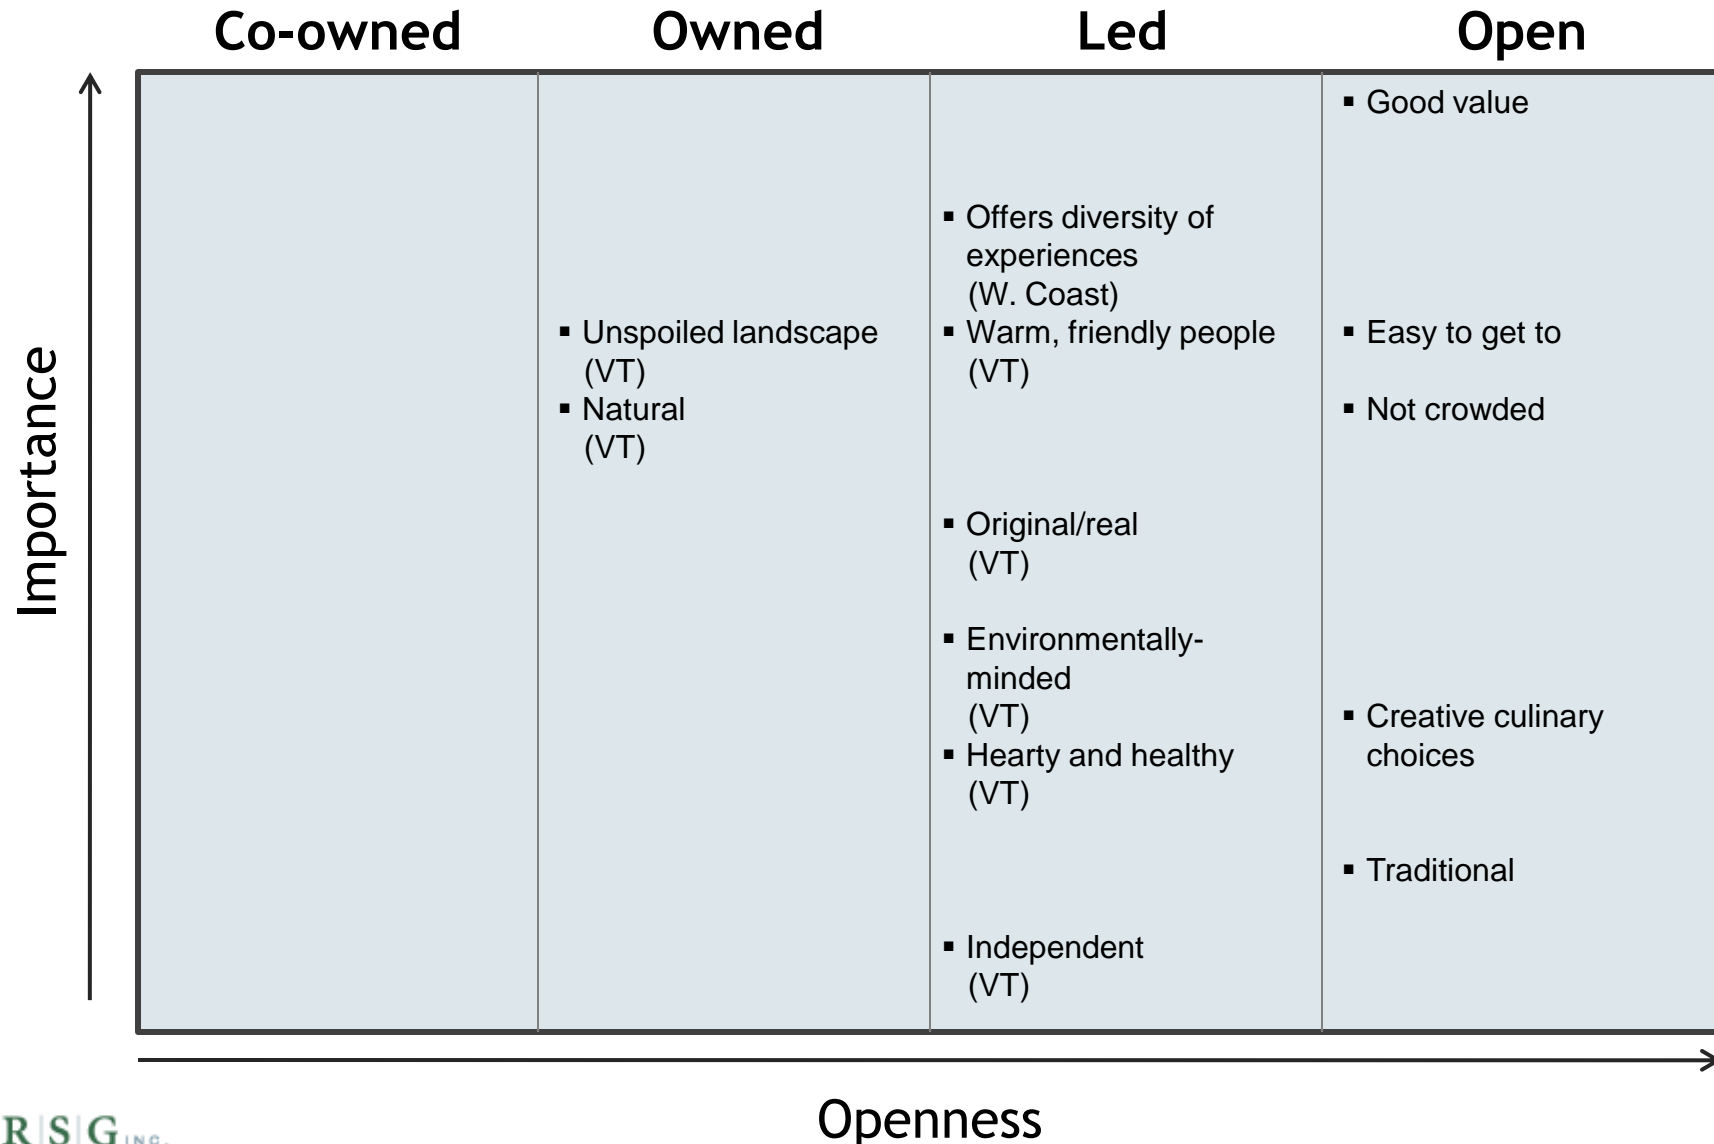 Co-owned
Owned
Led
Open
Importance
▪ Unspoiled landscape
(VT)
▪ Natural
(VT)
▪ Offers diversity of
experiences
(W. Coast)
▪ Warm, friendly people
(VT)
▪ Original/real
(VT)
▪ Environmentally-
minded
(VT)
▪ Hearty and healthy
(VT)
▪ Independent
(VT)
▪ Good value
▪ Easy to get to
▪ Not crowded
▪ Creative culinary
choices
▪ Traditional
Openness
R|S|G INC.